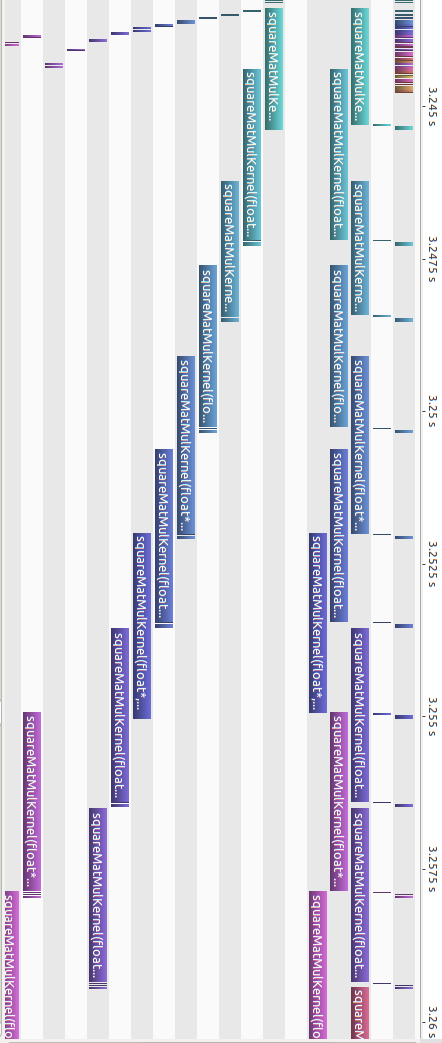 3.245 s 3.2475 s 3.25 s 3.2525 s 3.255 s 3.2575 s 3.26 s
squareMatMulKe... squareMatMulKerne... squareMatMulKernel(float*... squareMatMulKernel(float... squareMatMulKernel(float... squareM
squareMatMulKernel(float... squareMatMulKernel(flo... squareMatMulKernel(float... squareMatMulKernel(float*...
squareMatMulKernel(float*,... squareMatMulKernel(flo
squareMatMulKe...
squareMatMulKernel(float...
squareMatMulKerne...
squareMatMulKernel(flo...
squareMatMulKernel(float*...
squareMatMulKernel(float...
squareMatMulKernel(float*,...
squareMatMulKernel(float...
squareMatMulKernel(float...
squareMatMulKernel(float*...
squareMatMulKernel(flo